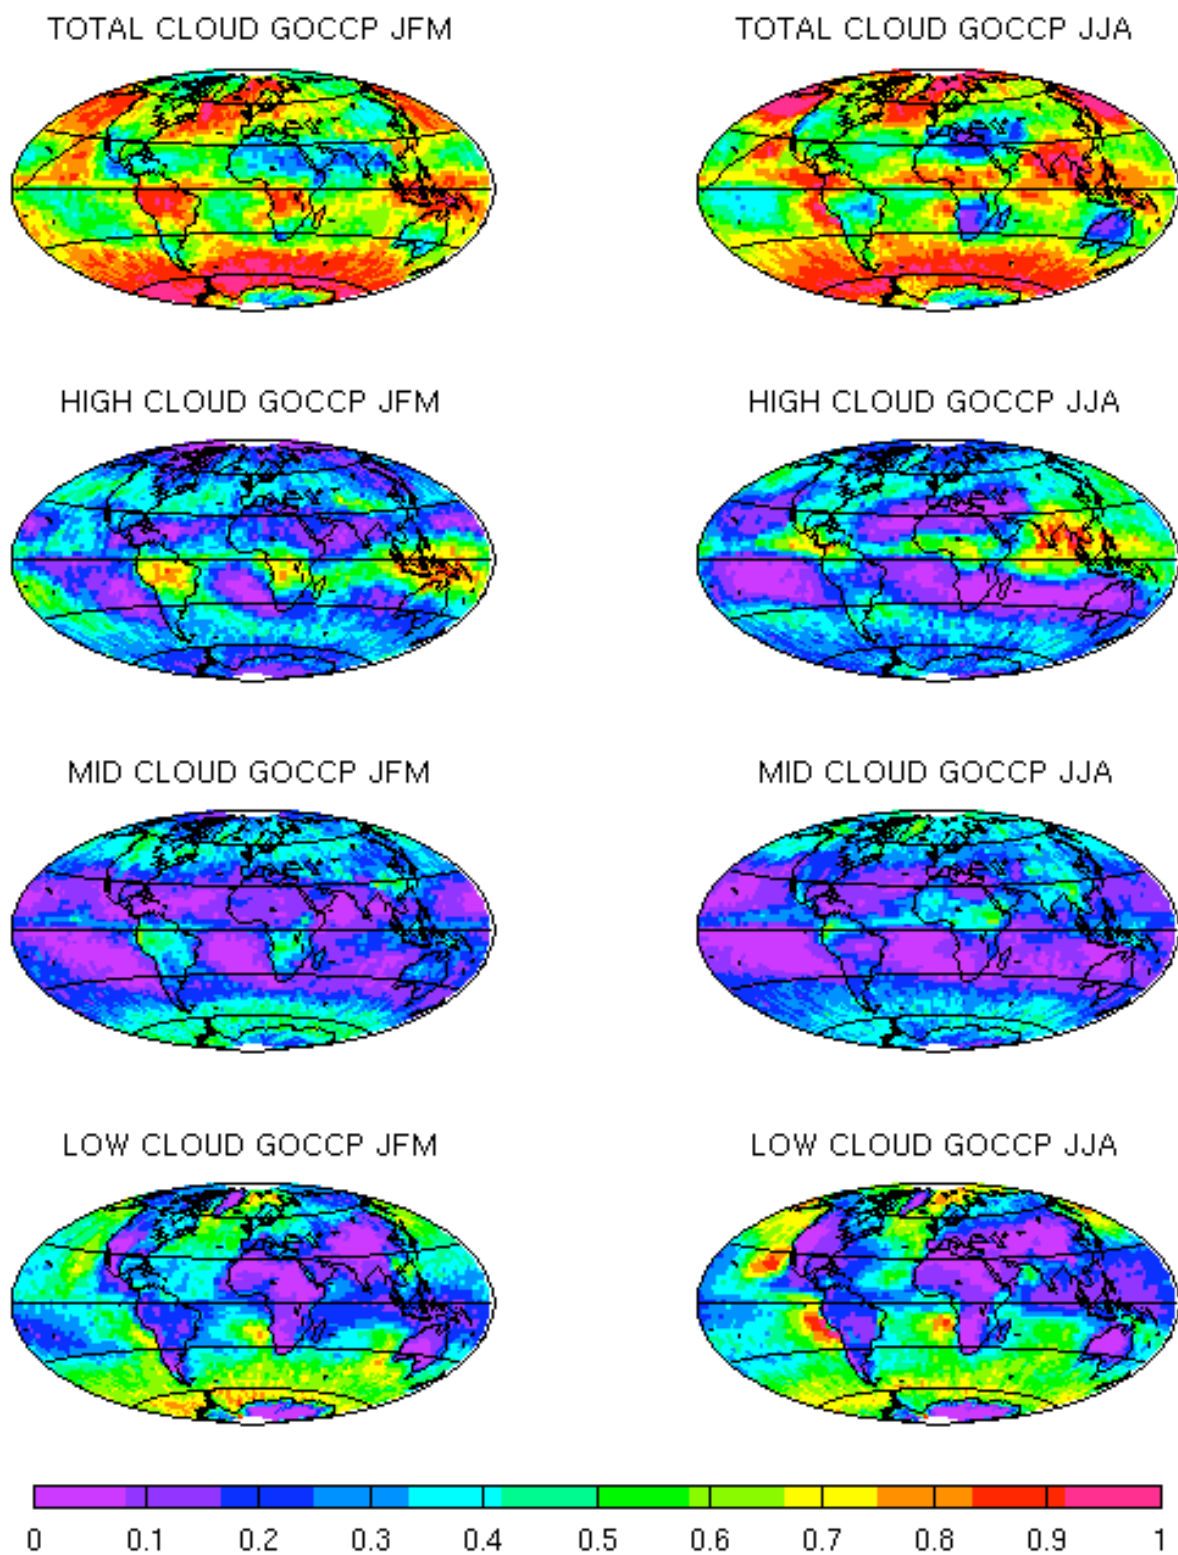 TOTAL CLOUD GOCCP JFM
TOTAL CLOUD GOCCP JJA
HIGH CLOUD GOCCP JFM
HIGH CLOUD GOCCP JJA
MID CLOUD GOCCP JFM
MID CLOUD GOCCP JJA
LOW CLOUD GOCCP JFM
LOW CLOUD GOCCP JJA
0 0.1 0.2 0.3 0.4 0.5 0.6 0.7 0.8 0.9 1